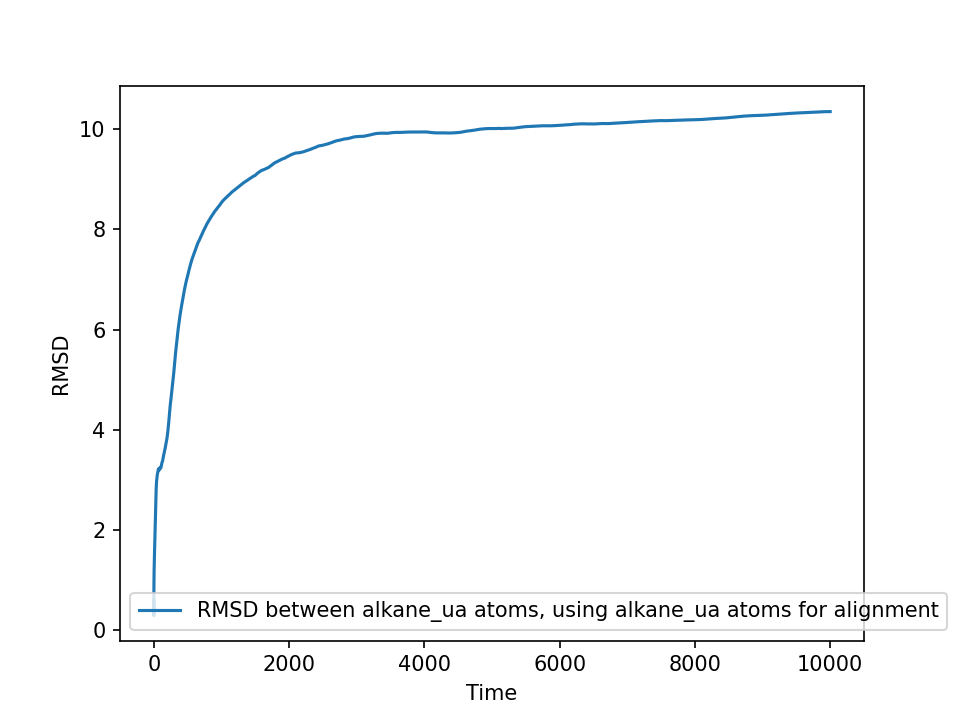 10
8
6
4
2
0
RMSD
RMSD between alkane_ua atoms, using alkane_ua atoms for alignment
0 2000 4000 6000 8000 10000
Time